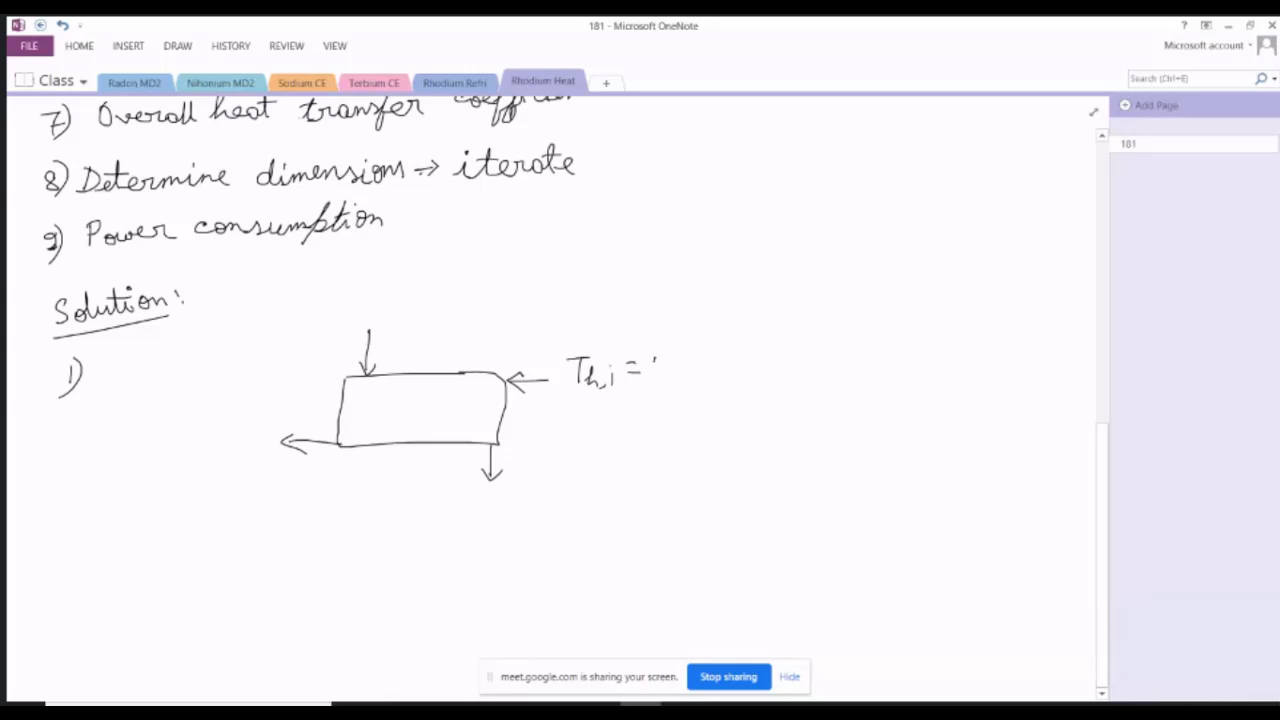 181 - Microsoft OneNote
FILE HOME INSERT DRAW HISTORY REVIEW VIEW
Microsoft account
Class Radon MD2 Nihonium MD2 Sodium CE Terbium CE Rhodium Refri Rhodium Heat
Search (Ctrl+E)
Add Page
181
7) Overall heat transfer
8) Determine dimensions → iterate
9) Power consumption
Solution:
1)
Th,i =
meet.google.com is sharing your screen. Stop sharing Hide